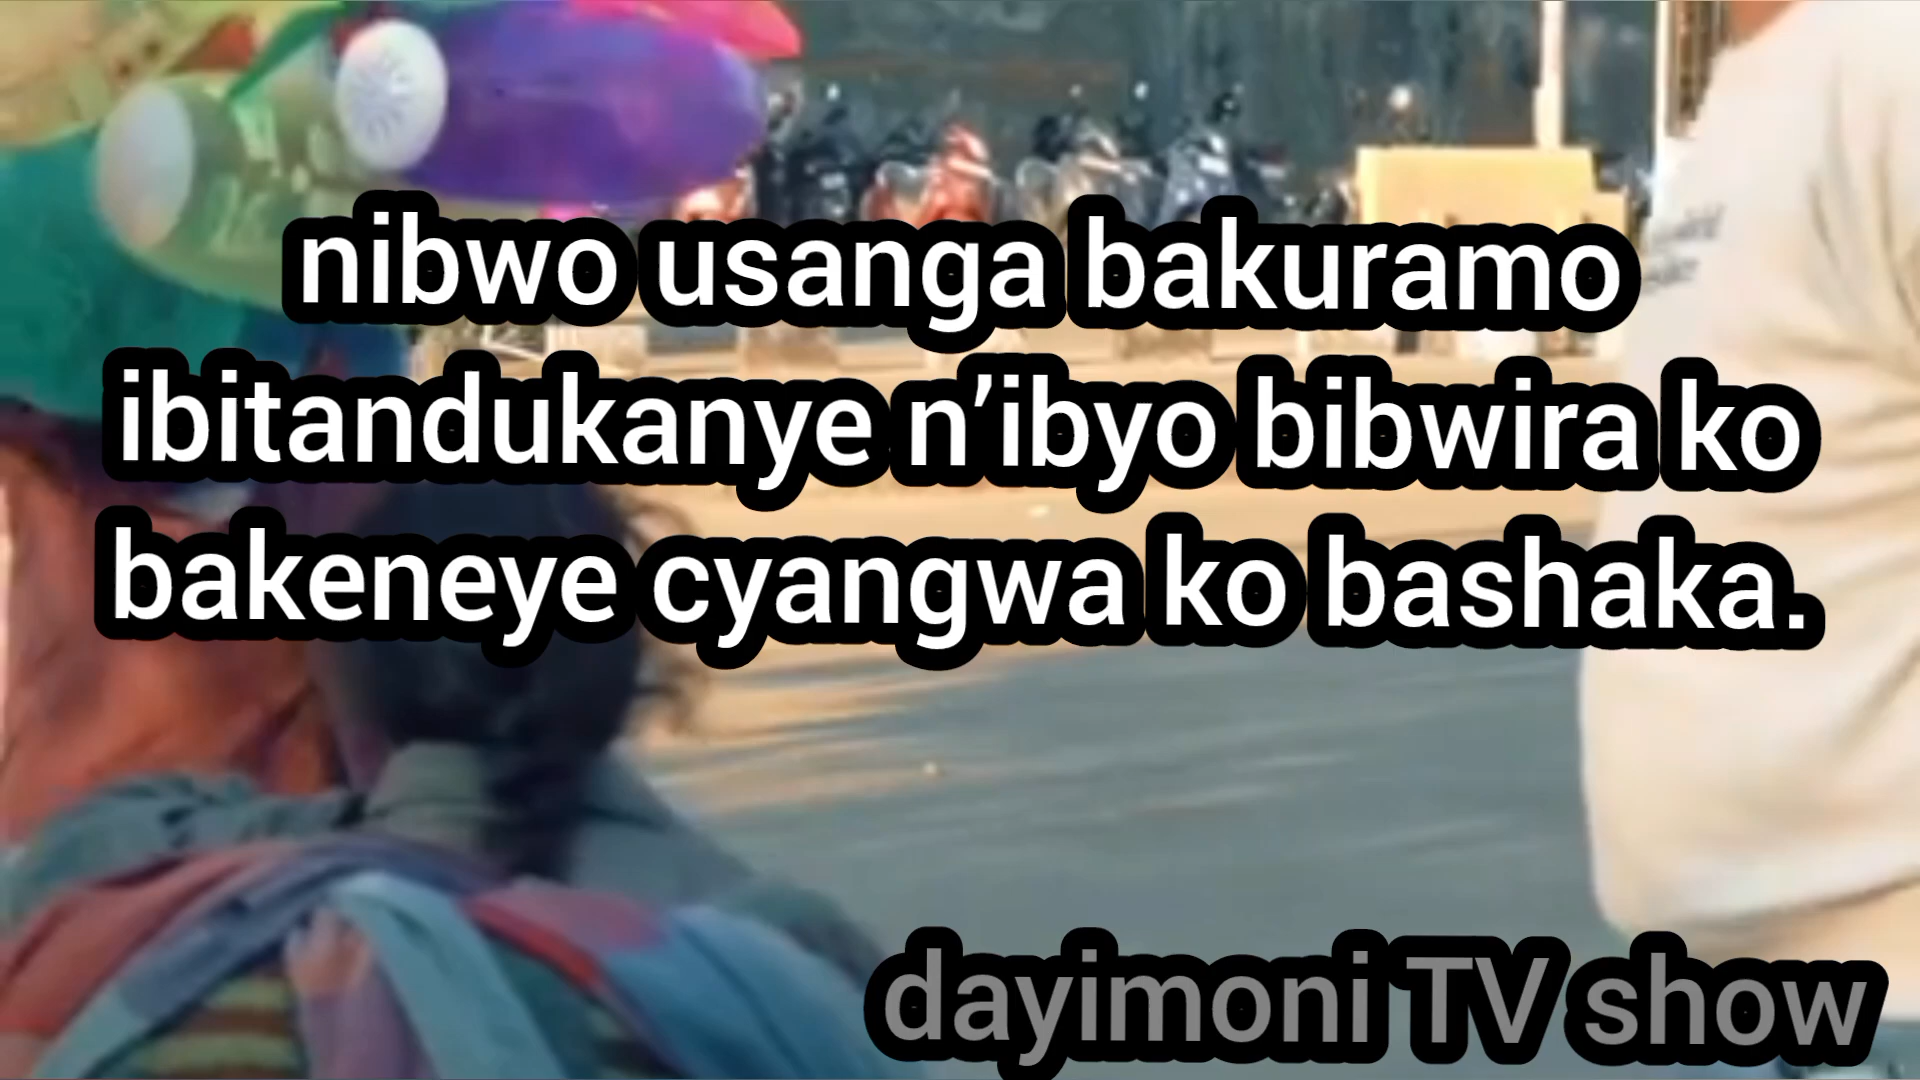 nibwo usanga bakuramo
ibitandukanye n’ibyo bibwira ko
bakeneye cyangwa ko bashaka.
dayimoni TV show